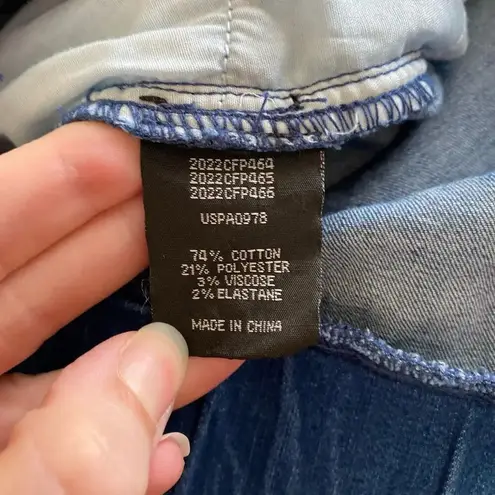 2022CFP464
2022CFP465
2022CFP466
USPA0978
74% COTTON
21% POLYESTER
3% VISCOSE
2% ELASTANE
MADE IN CHINA